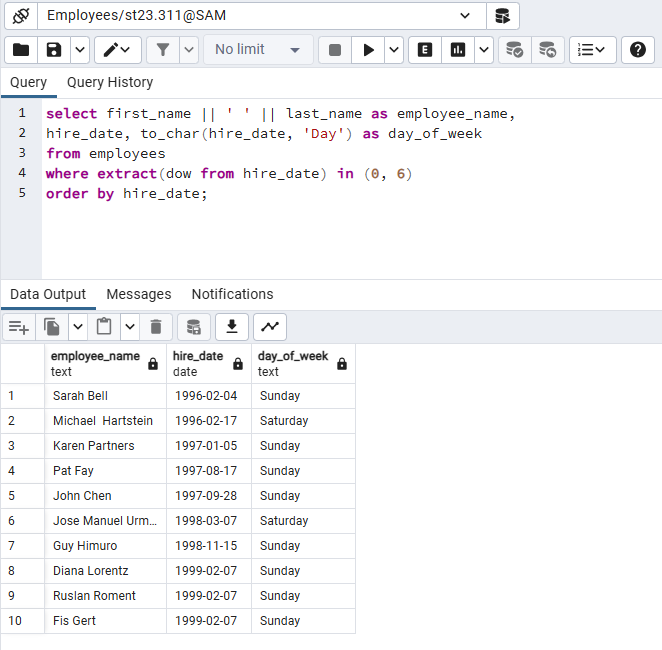 Employees/st23.311@SAM
No limit
E
Query Query History
1 select first_name || ' ' || last_name as employee_name,
2 hire_date, to_char(hire_date, 'Day') as day_of_week
3 from employees
4 where extract(dow from hire_date) in (0, 6)
5 order by hire_date;
Data Output Messages Notifications
employee_name hire_date day_of_week
text date text
1 Sarah Bell 1996-02-04 Sunday
2 Michael  Hartstein 1996-02-17 Saturday
3 Karen Partners 1997-01-05 Sunday
4 Pat Fay 1997-08-17 Sunday
5 John Chen 1997-09-28 Sunday
6 Jose Manuel Urm... 1998-03-07 Saturday
7 Guy Himuro 1998-11-15 Sunday
8 Diana Lorentz 1999-02-07 Sunday
9 Ruslan Roment 1999-02-07 Sunday
10 Fis Gert 1999-02-07 Sunday